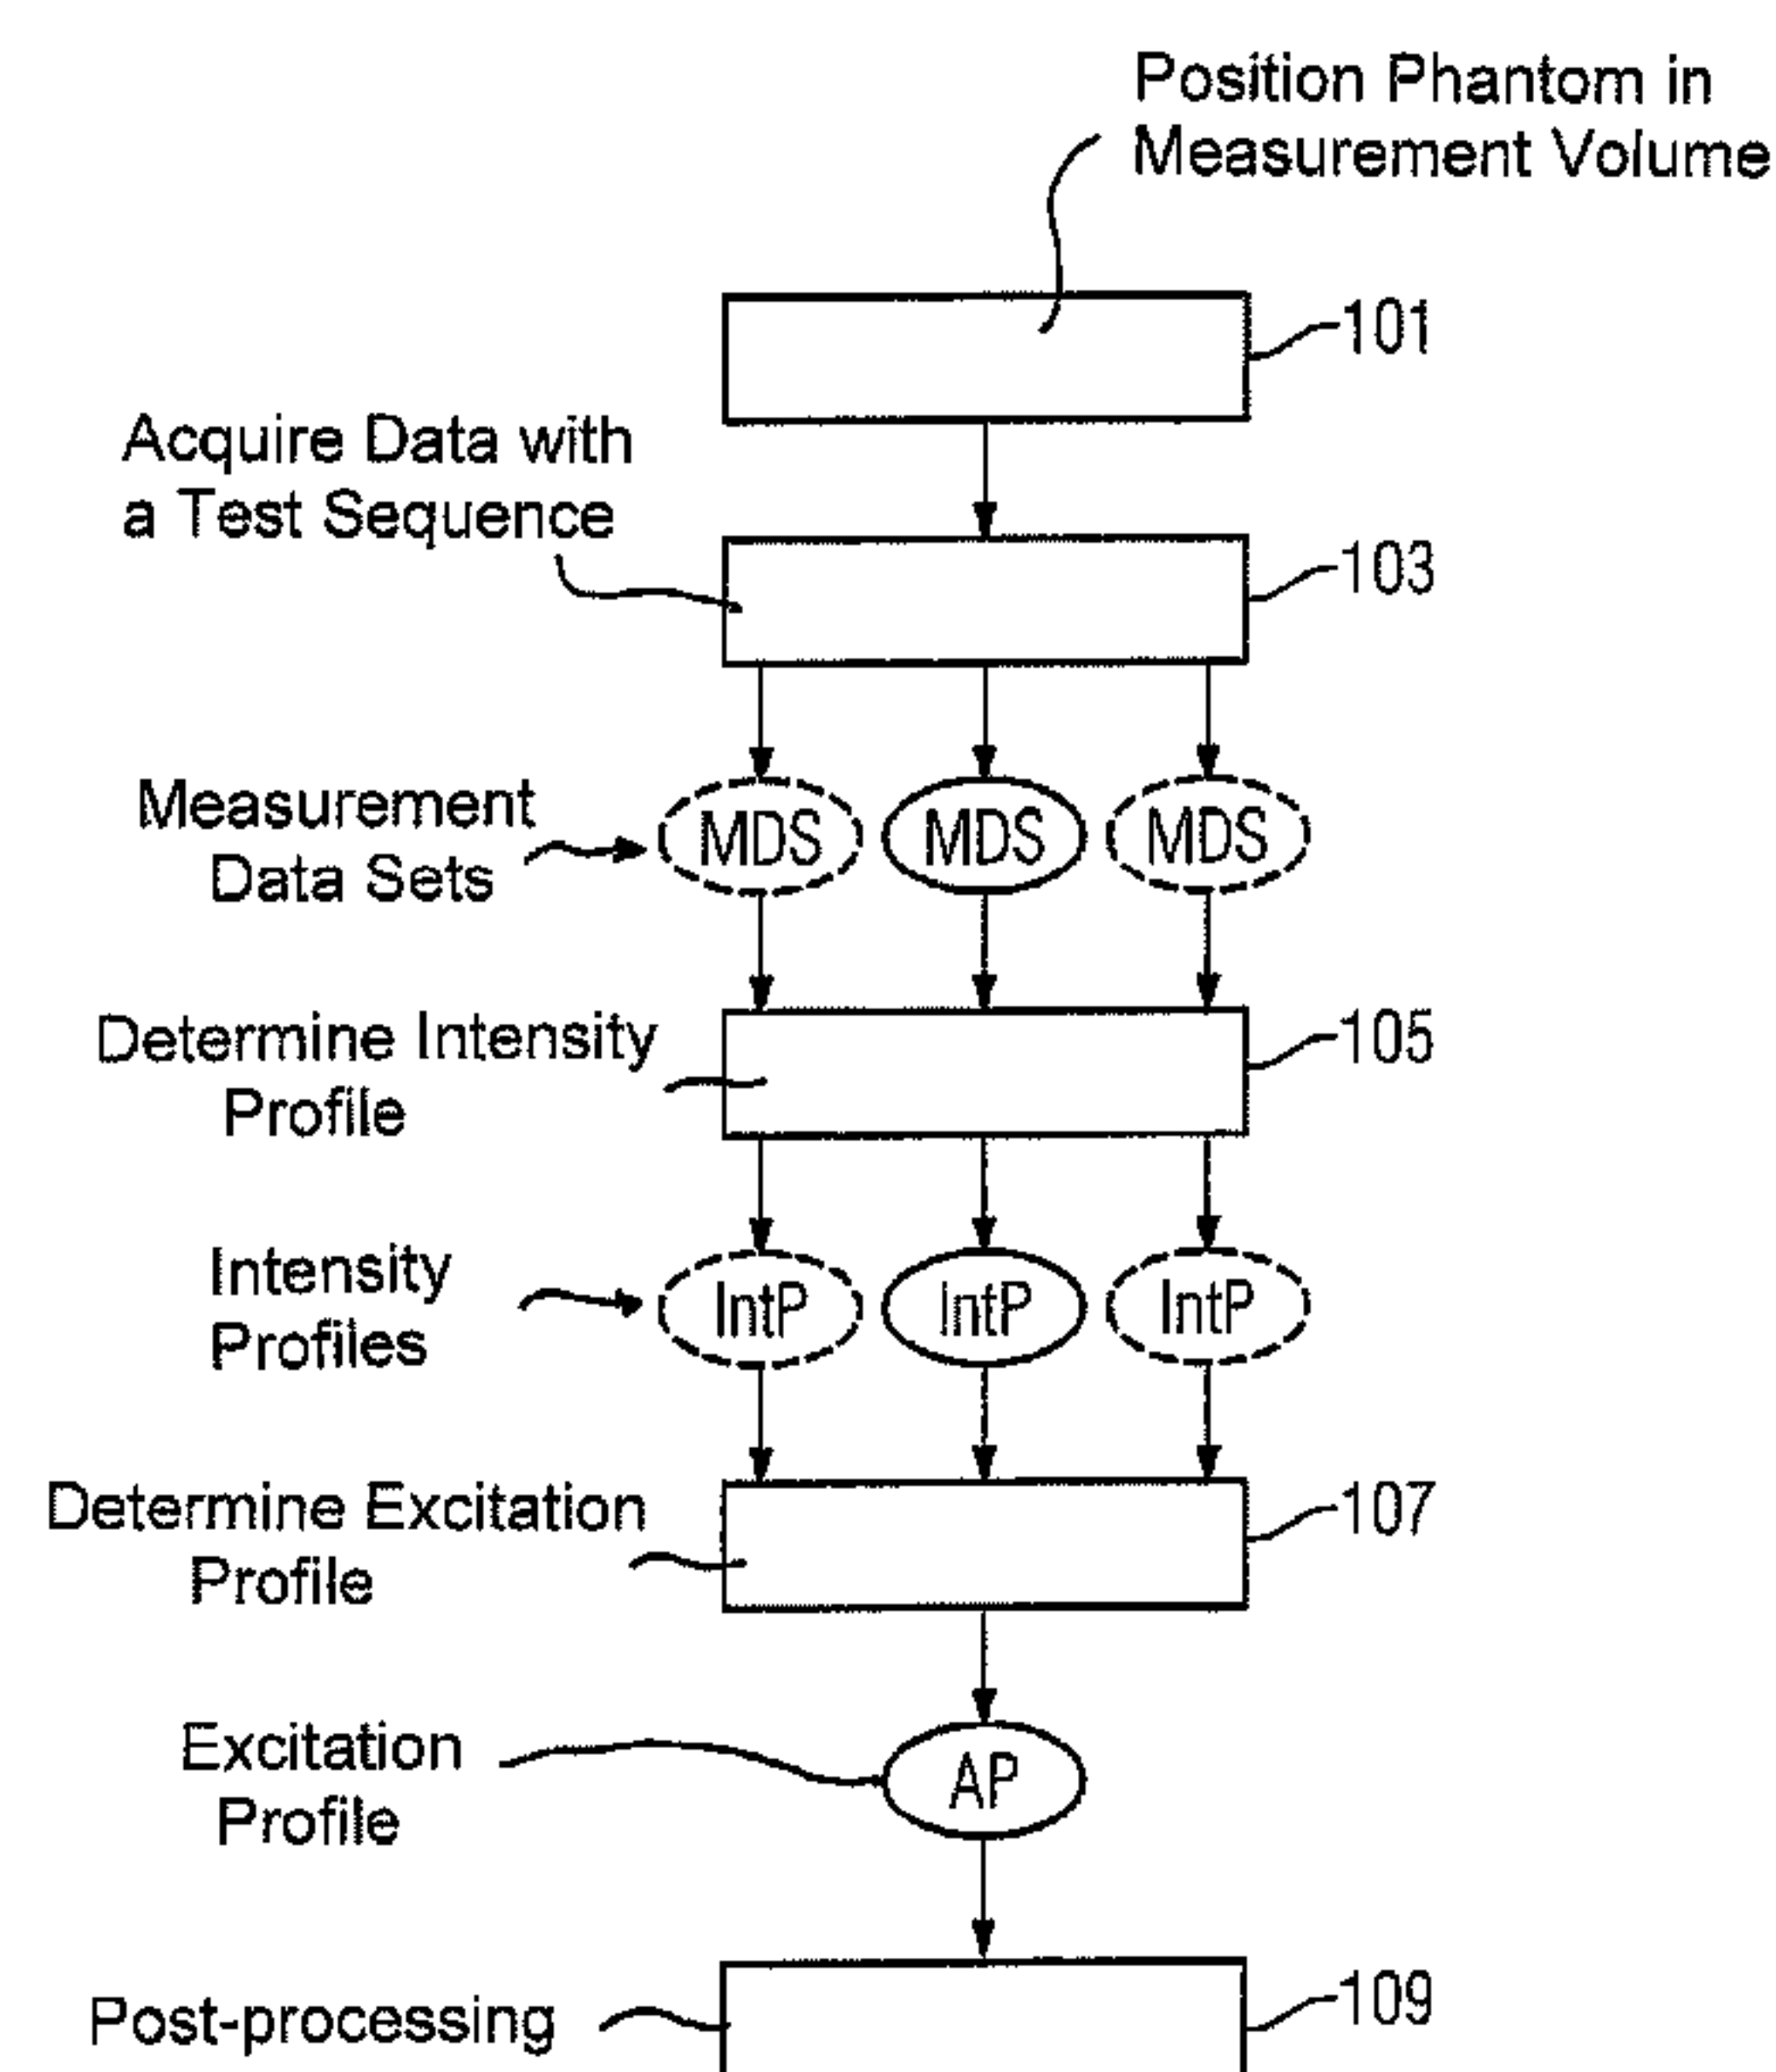 Position Phantom in
Measurement Volume
101
Acquire Data with
a Test Sequence
103
Measurement
Data Sets
MDS MDS MDS
Determine Intensity
Profile
105
Intensity
Profiles
IntP IntP IntP
Determine Excitation
Profile
107
Excitation
Profile
AP
Post-processing
109